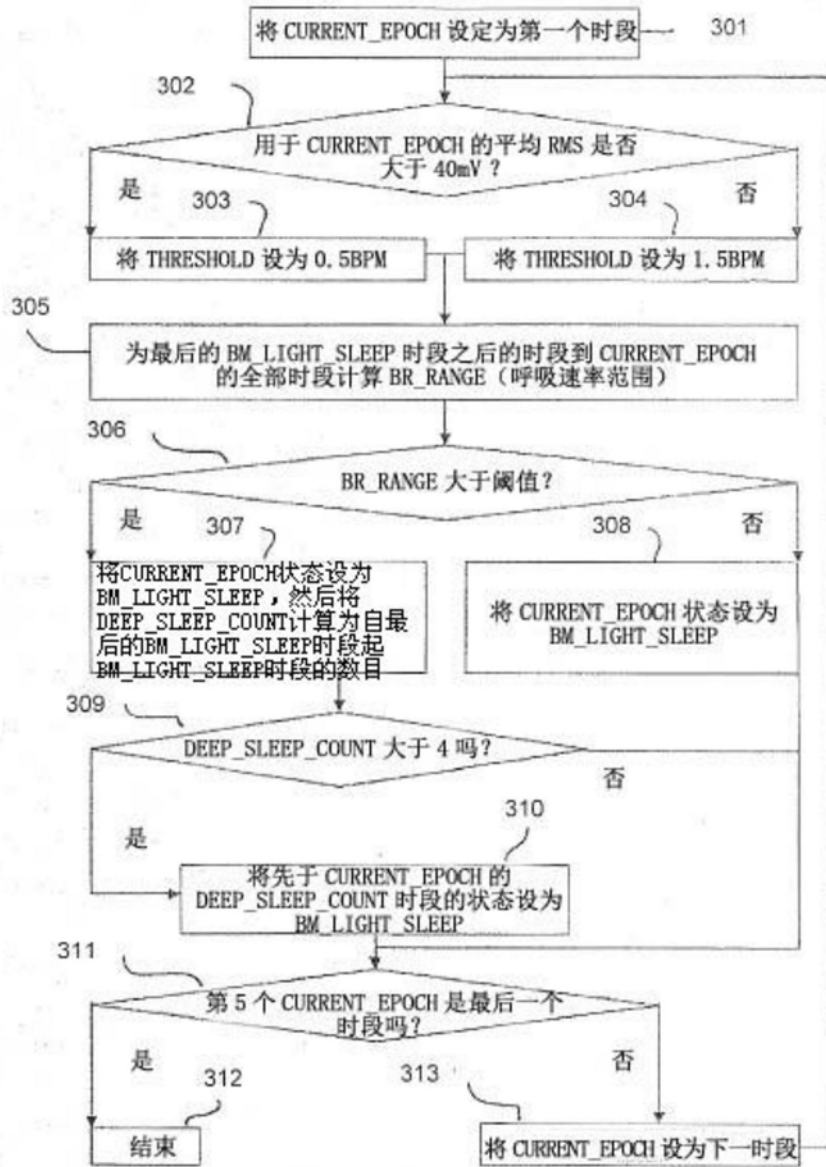 将 CURRENT_EPOCH 设定为第一个时段
301
302
用于 CURRENT_EPOCH 的平均 RMS 是否
大于 40mV？
是
303
304
否
将 THRESHOLD 设为 0.5BPM
将 THRESHOLD 设为 1.5BPM
305
为最后的 BM_LIGHT_SLEEP 时段之后的时段到 CURRENT_EPOCH
的全部时段计算 BR_RANGE（呼吸速率范围）
306
BR_RANGE 大于阈值？
是
307
308
否
将CURRENT_EPOCH状态设为
BM_LIGHT_SLEEP，然后将
DEEP_SLEEP_COUNT计算为自最
后的BM_LIGHT_SLEEP时段起
BM_LIGHT_SLEEP时段的数目
将 CURRENT_EPOCH 状态设为
BM_LIGHT_SLEEP
309
DEEP_SLEEP_COUNT 大于 4 吗？
否
是
310
将先于 CURRENT_EPOCH 的
DEEP_SLEEP_COUNT 时段的状态设为
BM_LIGHT_SLEEP
311
第 5 个 CURRENT_EPOCH 是最后一个
时段吗？
是
312
313
否
结束
将 CURRENT_EPOCH 设为下一时段